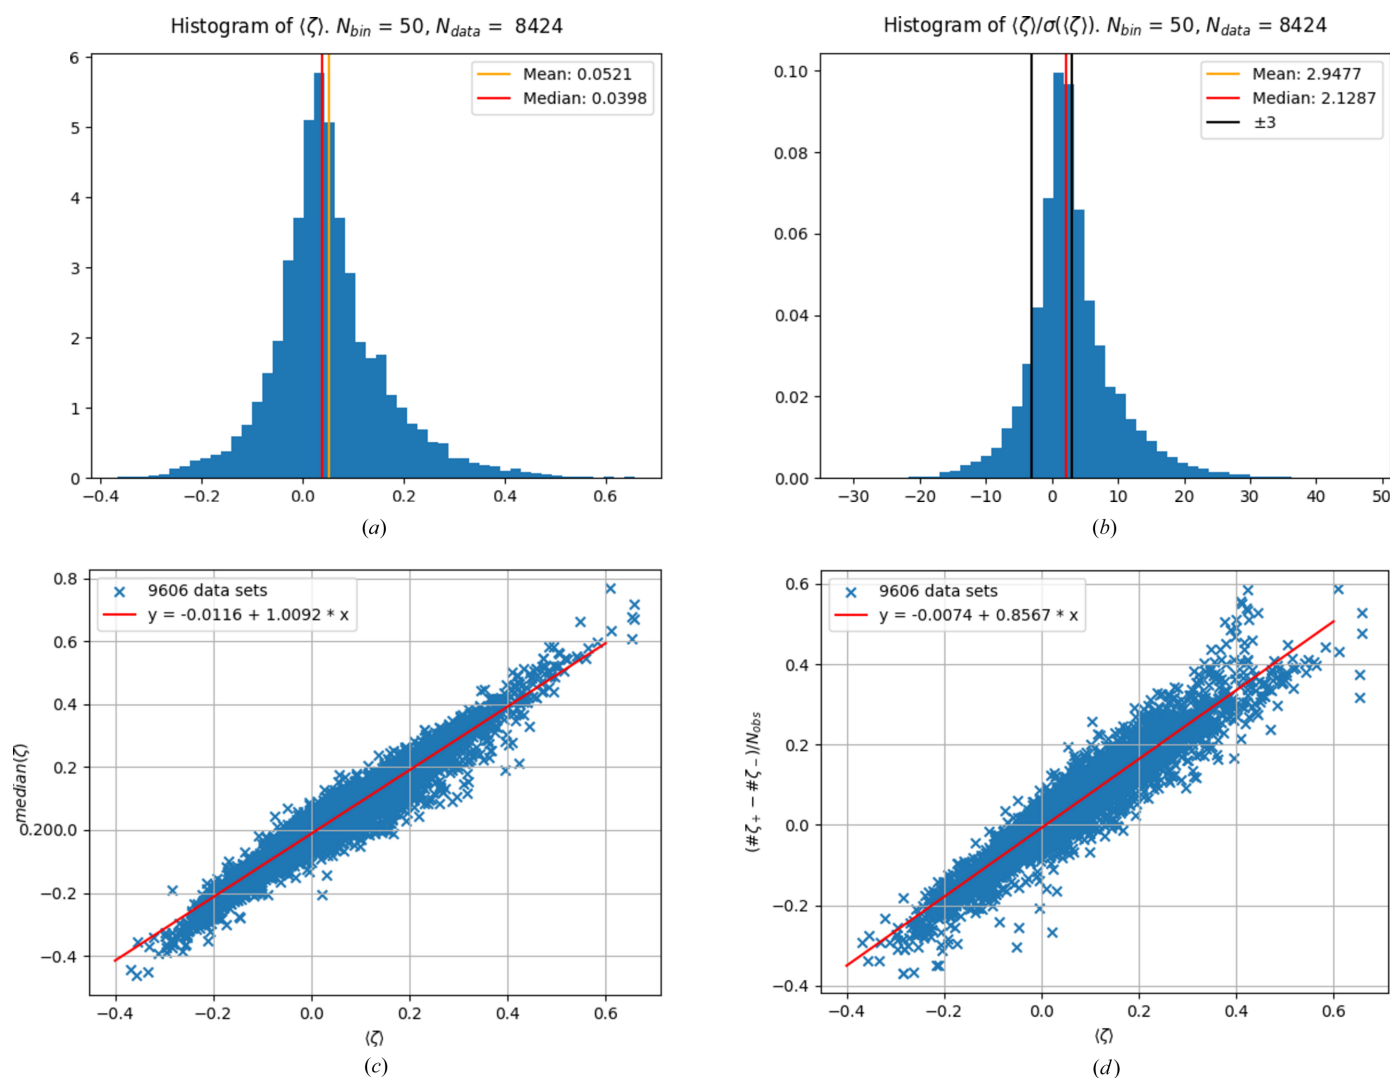 Histogram of ⟨ζ⟩. N_bin = 50, N_data = 8424
Mean: 0.0521
Median: 0.0398
6
5
4
3
2
1
0
−0.4 −0.2 0.0 0.2 0.4 0.6
(a)
Histogram of ⟨ζ⟩/σ(⟨ζ⟩). N_bin = 50, N_data = 8424
Mean: 2.9477
Median: 2.1287
±3
0.10
0.08
0.06
0.04
0.02
0.00
−30 −20 −10 0 10 20 30 40 50
(b)
9606 data sets
y = -0.0116 + 1.0092 * x
median(ζ)
0.8
0.6
0.4
0.2
0.200.0
−0.2
−0.4
−0.4 −0.2 0.0 0.2 0.4 0.6
⟨ζ⟩
(c)
9606 data sets
y = -0.0074 + 0.8567 * x
(#ζ₊ − #ζ₋)/N_obs
0.6
0.4
0.2
0.0
−0.2
−0.4
−0.4 −0.2 0.0 0.2 0.4 0.6
⟨ζ⟩
(d)